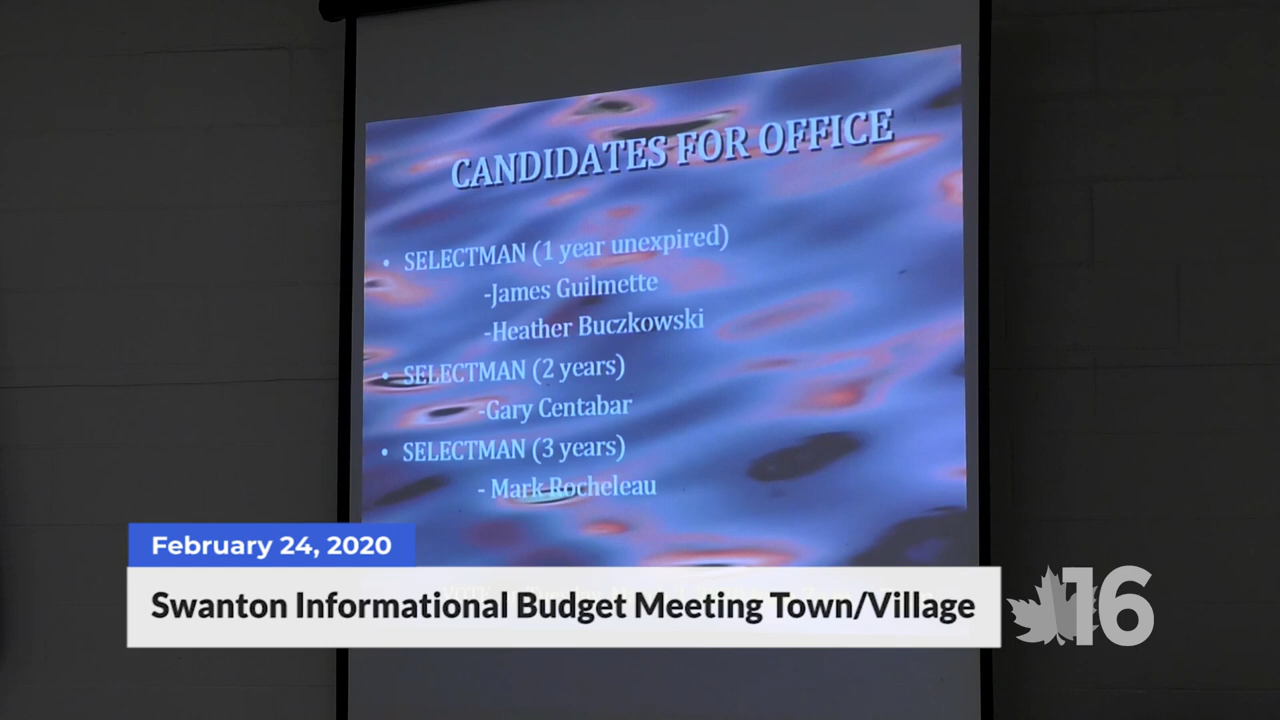 CANDIDATES FOR OFFICE
• SELECTMAN (1 year unexpired)
-James Guilmette
-Heather Buczkowski
• SELECTMAN (2 years)
-Gary Centabar
• SELECTMAN (3 years)
- Mark Rocheleau
February 24, 2020
Swanton Informational Budget Meeting Town/Village
16